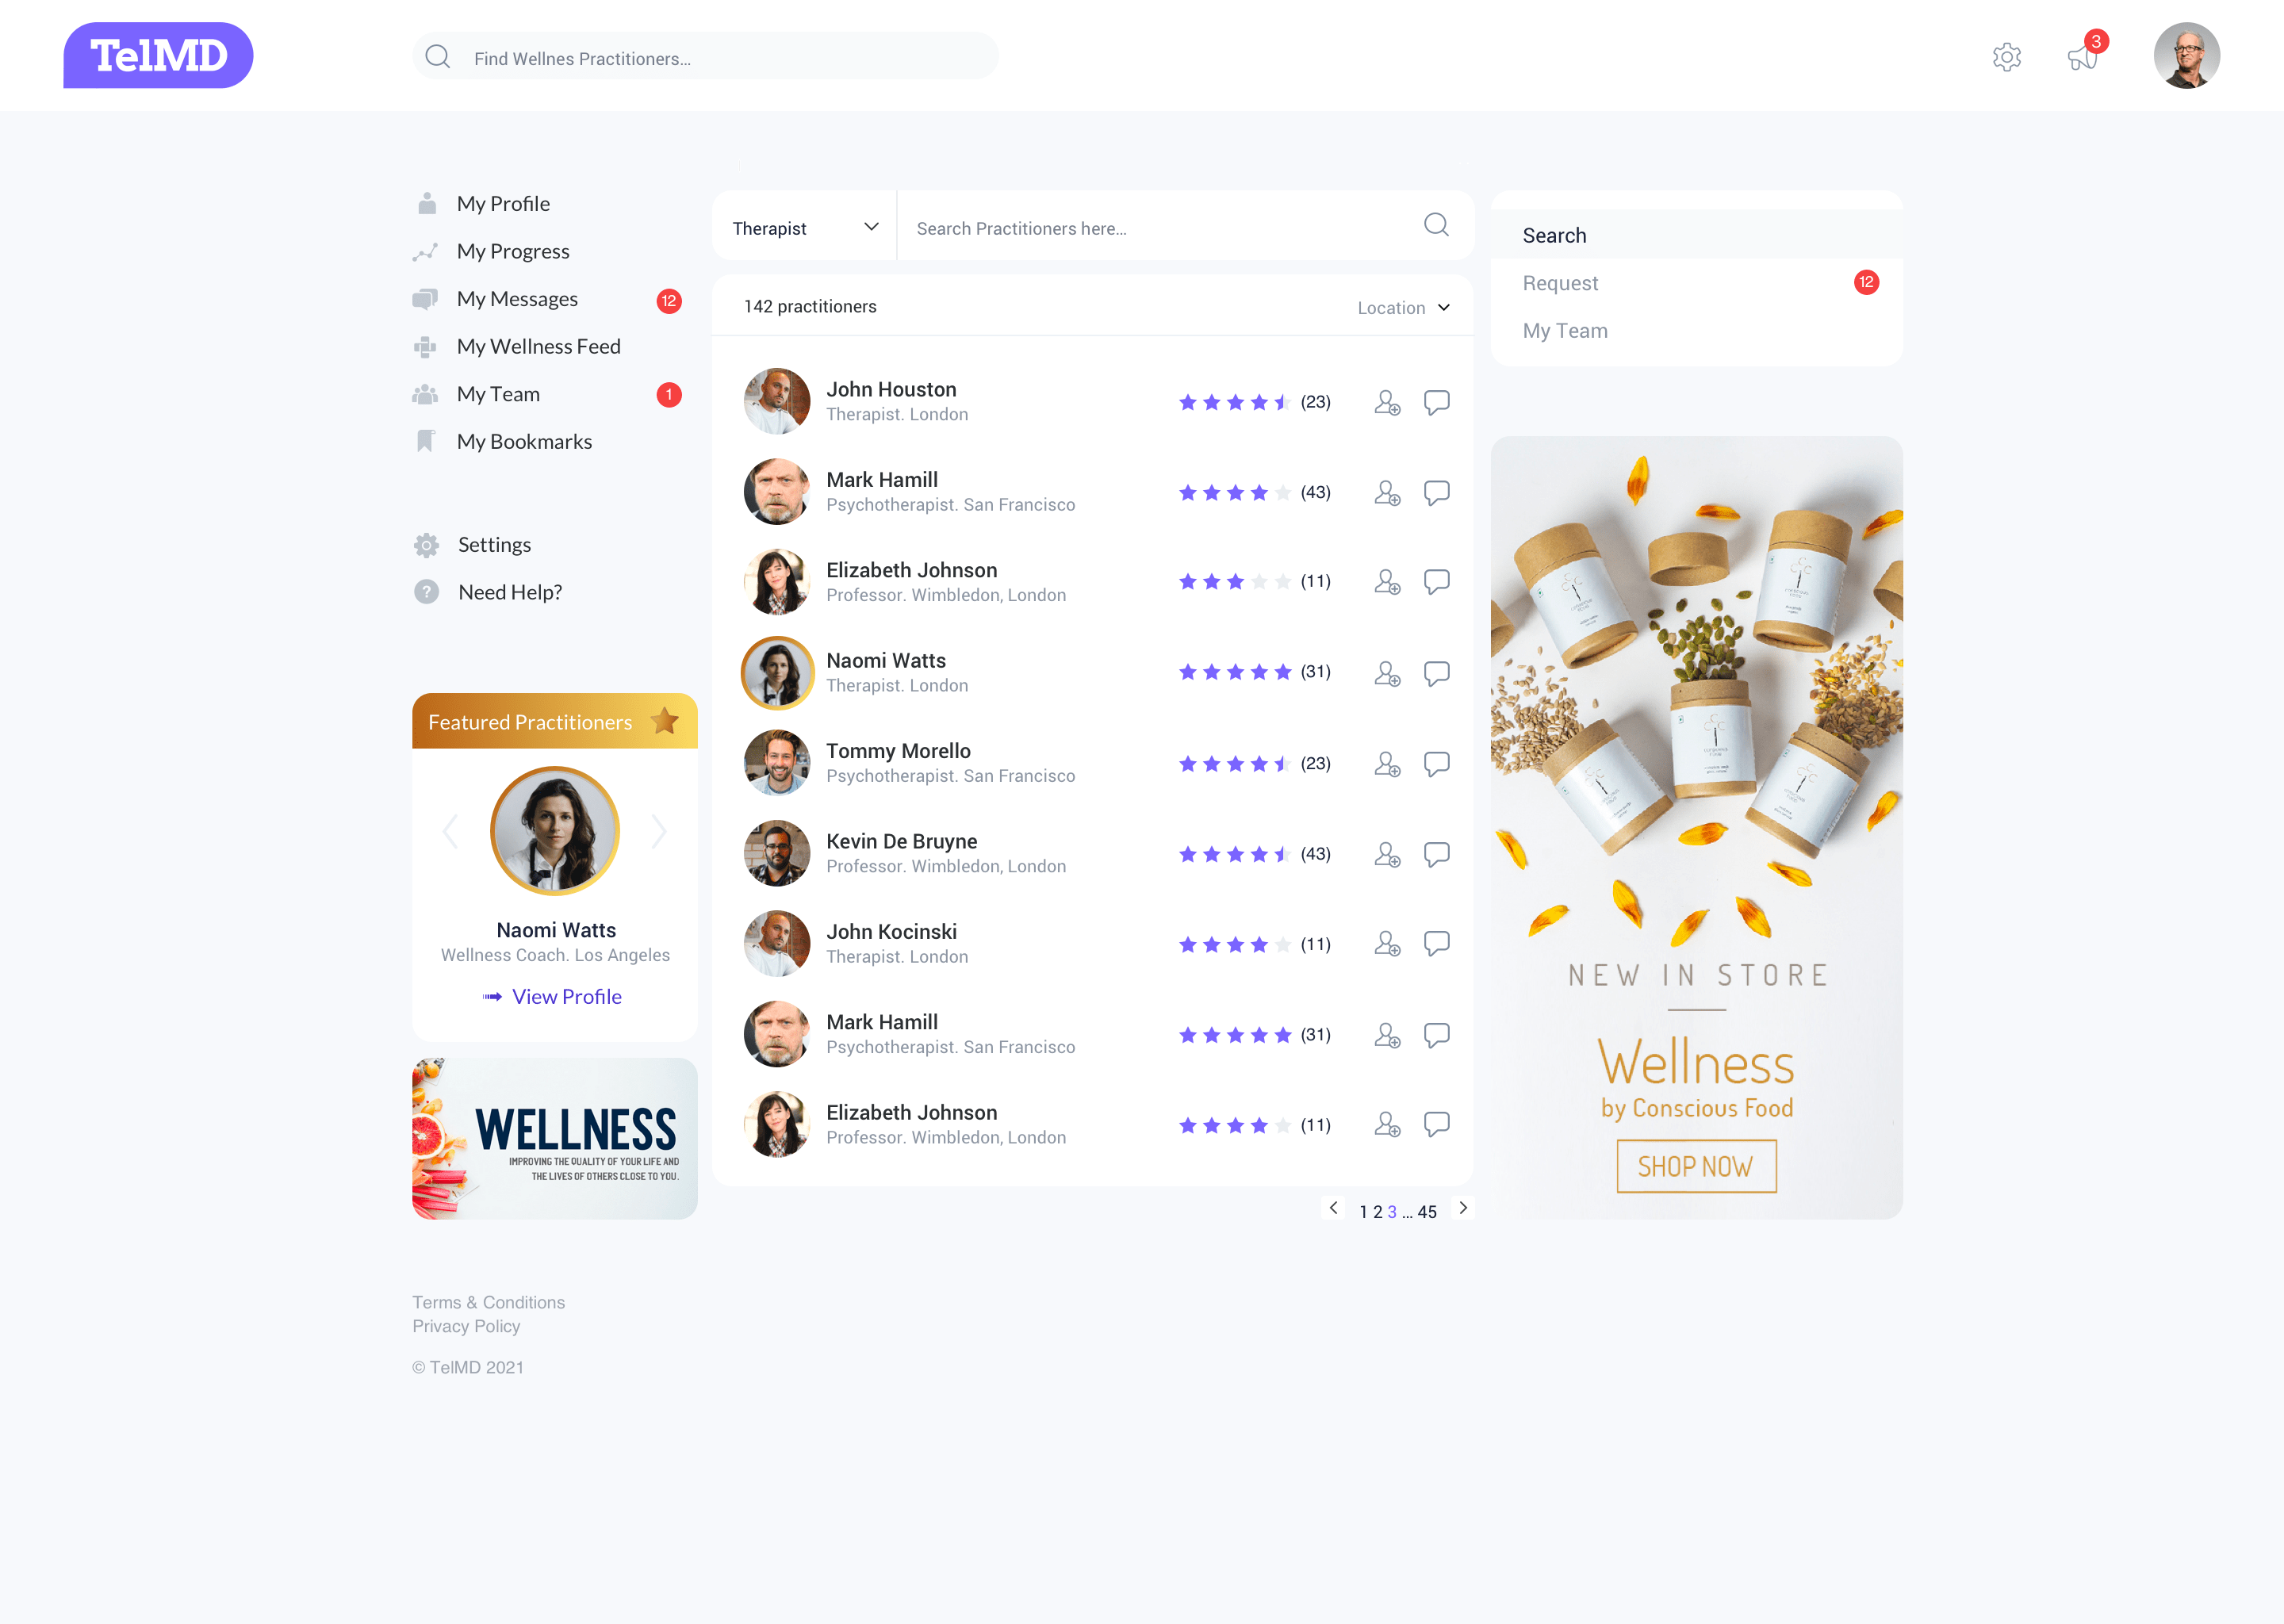 TelMD
Find Wellnes Practitioners...
3
My Profile
My Progress
My Messages
12
My Wellness Feed
My Team
1
My Bookmarks
Settings
Need Help?
Featured Practitioners
Naomi Watts
Wellness Coach. Los Angeles
View Profile
WELLNESS
IMPROVING THE QUALITY OF YOUR LIFE AND
THE LIVES OF OTHERS CLOSE TO YOU.
Therapist
Search Practitioners here...
142 practitioners
Location
John Houston
Therapist. London
(23)
Mark Hamill
Psychotherapist. San Francisco
(43)
Elizabeth Johnson
Professor. Wimbledon, London
(11)
Naomi Watts
Therapist. London
(31)
Tommy Morello
Psychotherapist. San Francisco
(23)
Kevin De Bruyne
Professor. Wimbledon, London
(43)
John Kocinski
Therapist. London
(11)
Mark Hamill
Psychotherapist. San Francisco
(31)
Elizabeth Johnson
Professor. Wimbledon, London
(11)
1 2 3 ... 45
Search
Request
12
My Team
NEW IN STORE
Wellness
by Conscious Food
SHOP NOW
Terms & Conditions
Privacy Policy
© TelMD 2021